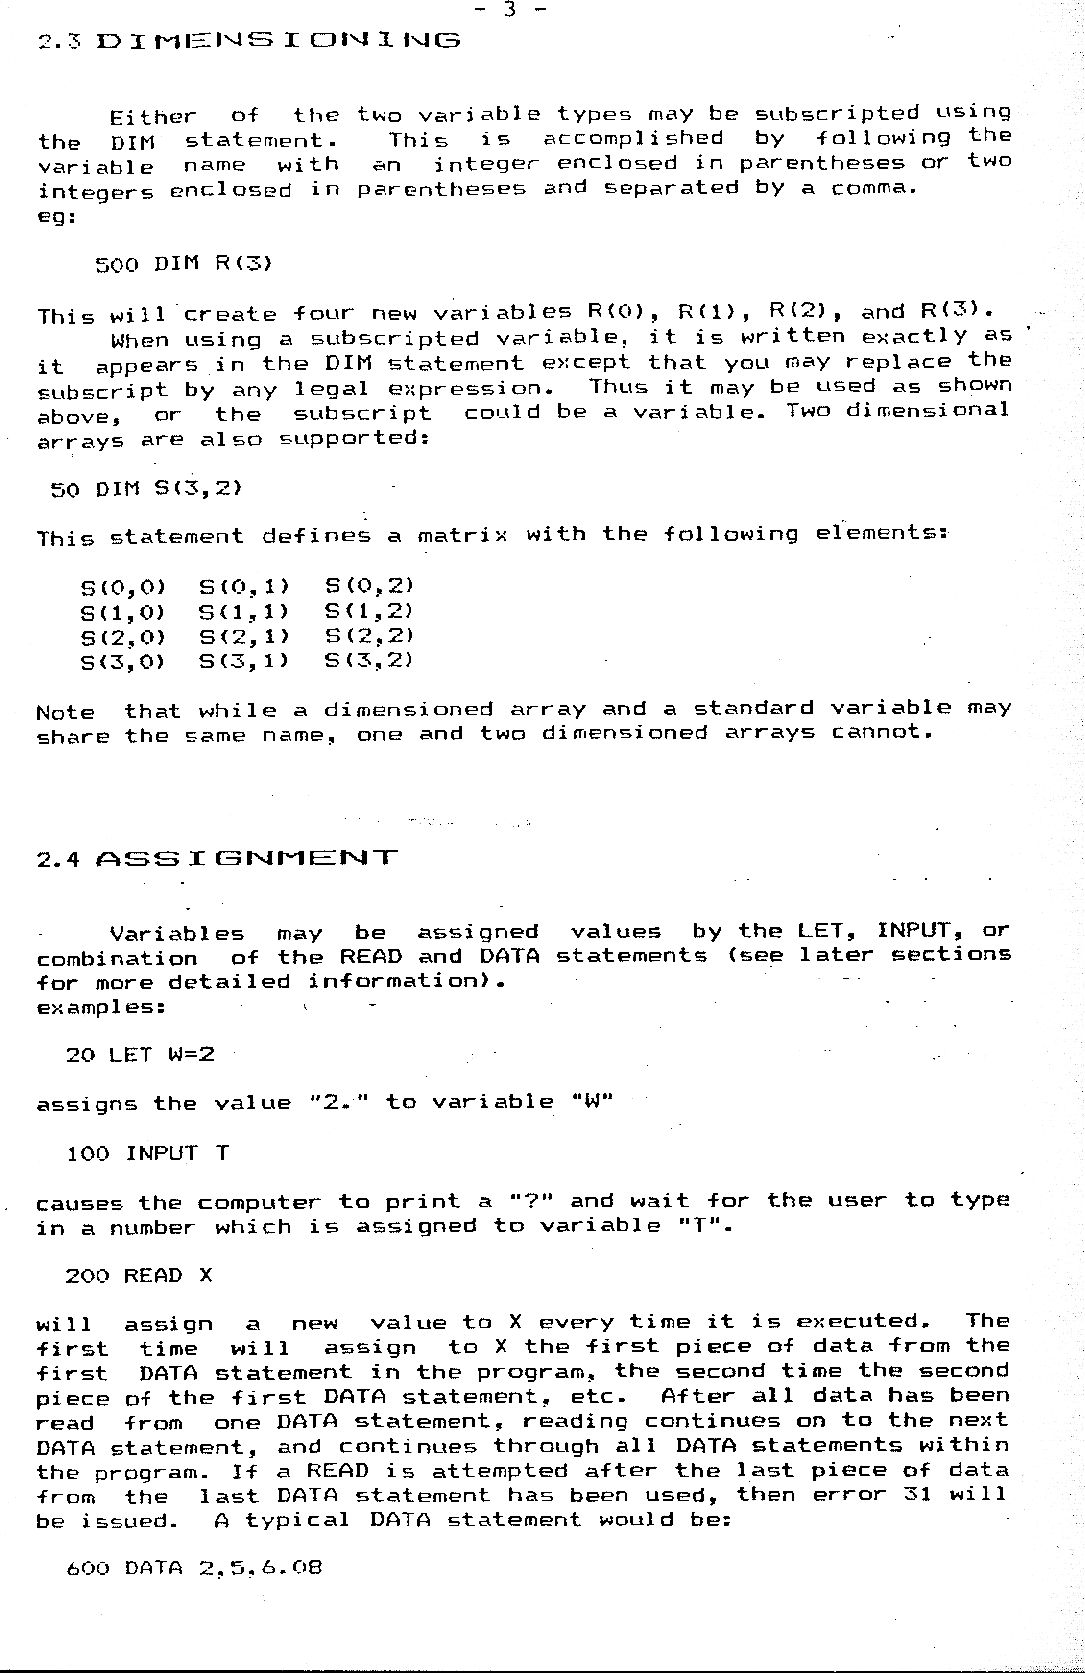 - 3 -
2.3 DIMENSIONING
Either of the two variable types may be subscripted using
the DIM statement. This is accomplished by following the
variable name with an integer enclosed in parentheses or two
integers enclosed in parentheses and separated by a comma.
eg:
500 DIM R(3)
This will create four new variables R(0), R(1), R(2), and R(3).
When using a subscripted variable, it is written exactly as
it appears in the DIM statement except that you may replace the
subscript by any legal expression. Thus it may be used as shown
above, or the subscript could be a variable. Two dimensional
arrays are also supported:
50 DIM S(3,2)
This statement defines a matrix with the following elements:
S(0,0) S(0,1) S(0,2)
S(1,0) S(1,1) S(1,2)
S(2,0) S(2,1) S(2,2)
S(3,0) S(3,1) S(3,2)
Note that while a dimensioned array and a standard variable may
share the same name, one and two dimensioned arrays cannot.
2.4 ASSIGNMENT
Variables may be assigned values by the LET, INPUT, or
combination of the READ and DATA statements (see later sections
for more detailed information).
examples:
20 LET W=2
assigns the value "2." to variable "W"
100 INPUT T
causes the computer to print a "?" and wait for the user to type
in a number which is assigned to variable "T".
200 READ X
will assign a new value to X every time it is executed. The
first time will assign to X the first piece of data from the
first DATA statement in the program, the second time the second
piece of the first DATA statement, etc. After all data has been
read from one DATA statement, reading continues on to the next
DATA statement, and continues through all DATA statements within
the program. If a READ is attempted after the last piece of data
from the last DATA statement has been used, then error 31 will
be issued. A typical DATA statement would be:
600 DATA 2,5,6.08